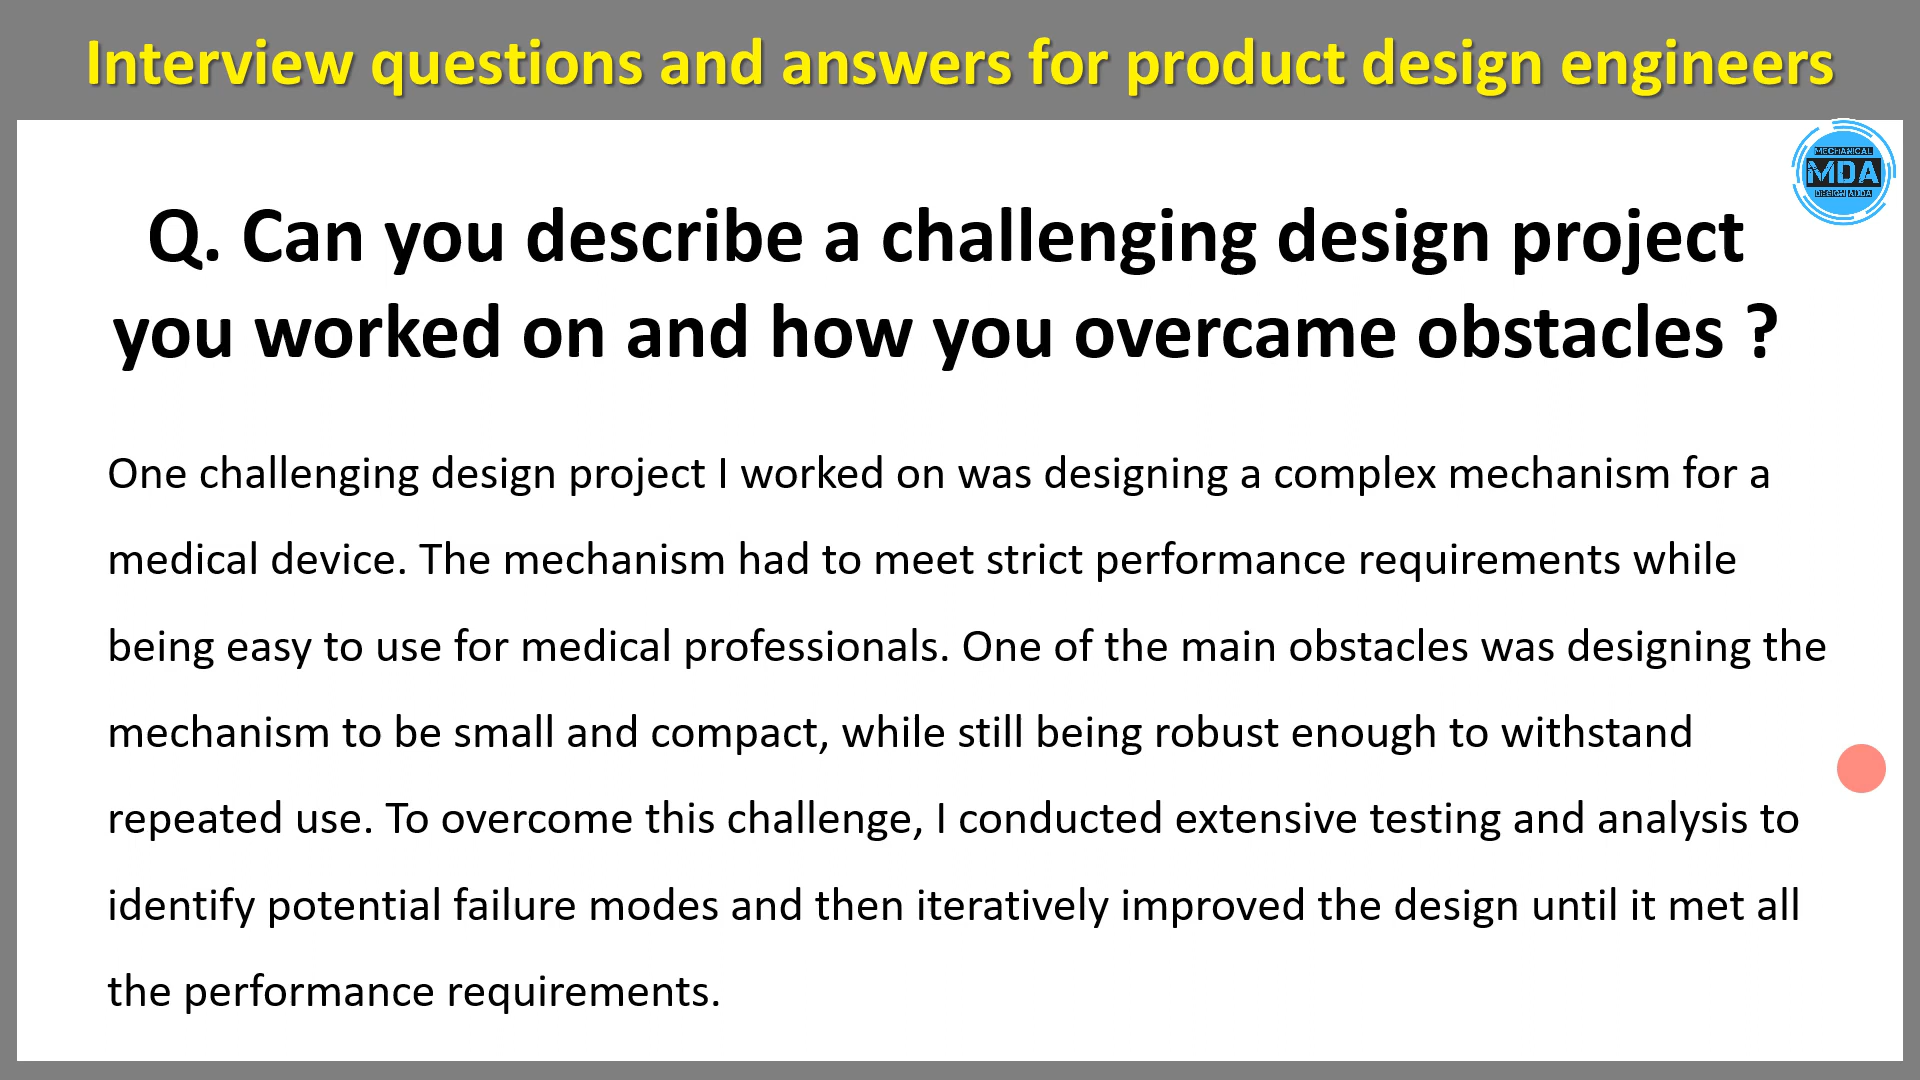 Interview questions and answers for product design engineers
MECHANICAL
MDA
DESIGN ADDA
Q. Can you describe a challenging design project
you worked on and how you overcame obstacles ?
One challenging design project I worked on was designing a complex mechanism for a
medical device. The mechanism had to meet strict performance requirements while
being easy to use for medical professionals. One of the main obstacles was designing the
mechanism to be small and compact, while still being robust enough to withstand
repeated use. To overcome this challenge, I conducted extensive testing and analysis to
identify potential failure modes and then iteratively improved the design until it met all
the performance requirements.